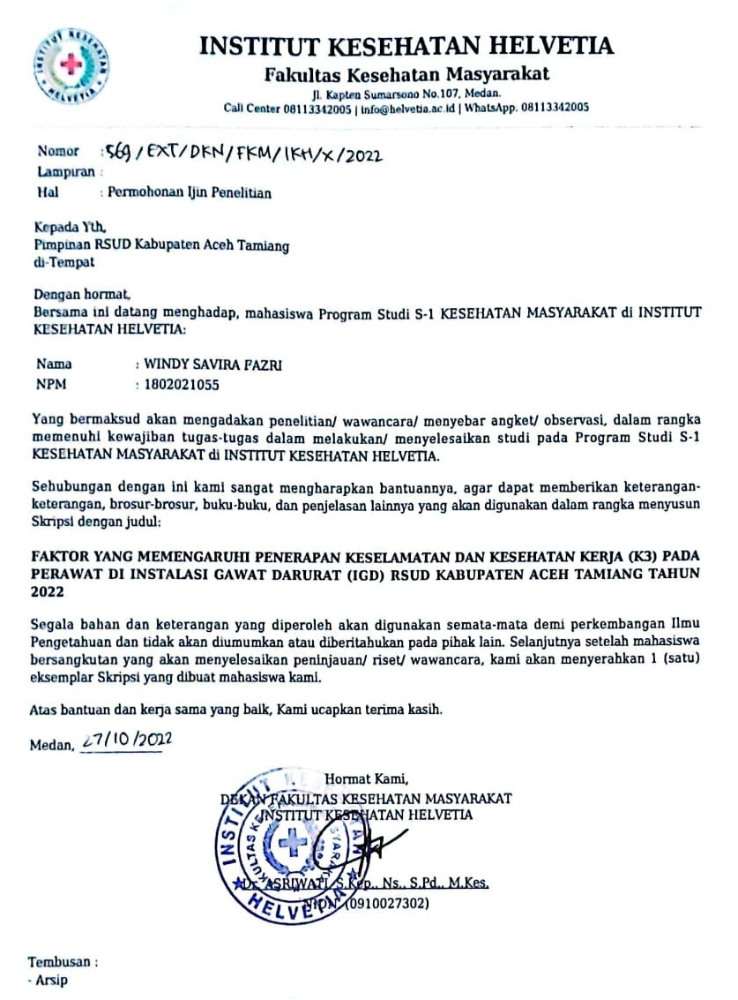 INSTITUT KESEHATAN HELVETIA
INSTITUT KESEHATAN HELVETIA
Fakultas Kesehatan Masyarakat
Jl. Kapten Sumarsono No.107, Medan.
Call Center 08113342005 | info@helvetia.ac.id | WhatsApp. 08113342005
Nomor : 569/EXT/DKN/FKM/IKH/X/2022
Lampiran :
Hal : Permohonan Ijin Penelitian
Kepada Yth,
Pimpinan RSUD Kabupaten Aceh Tamiang
di-Tempat
Dengan hormat,
Bersama ini datang menghadap, mahasiswa Program Studi S-1 KESEHATAN MASYARAKAT di INSTITUT
KESEHATAN HELVETIA:
Nama : WINDY SAVIRA FAZRI
NPM : 1802021055
Yang bermaksud akan mengadakan penelitian/ wawancara/ menyebar angket/ observasi, dalam rangka
memenuhi kewajiban tugas-tugas dalam melakukan/ menyelesaikan studi pada Program Studi S-1
KESEHATAN MASYARAKAT di INSTITUT KESEHATAN HELVETIA.
Sehubungan dengan ini kami sangat mengharapkan bantuannya, agar dapat memberikan keterangan-
keterangan, brosur-brosur, buku-buku, dan penjelasan lainnya yang akan digunakan dalam rangka menyusun
Skripsi dengan judul:
FAKTOR YANG MEMENGARUHI PENERAPAN KESELAMATAN DAN KESEHATAN KERJA (K3) PADA
PERAWAT DI INSTALASI GAWAT DARURAT (IGD) RSUD KABUPATEN ACEH TAMIANG TAHUN
2022
Segala bahan dan keterangan yang diperoleh akan digunakan semata-mata demi perkembangan Ilmu
Pengetahuan dan tidak akan diumumkan atau diberitahukan pada pihak lain. Selanjutnya setelah mahasiswa
bersangkutan yang akan menyelesaikan peninjauan/ riset/ wawancara, kami akan menyerahkan 1 (satu)
eksemplar Skripsi yang dibuat mahasiswa kami.
Atas bantuan dan kerja sama yang baik, Kami ucapkan terima kasih.
Medan, 27/10/2022
Hormat Kami,
DEKAN FAKULTAS KESEHATAN MASYARAKAT
INSTITUT KESEHATAN HELVETIA
Dr. ASRIWATI, S.Kep., Ns., S.Pd., M.Kes.
NIDN (0910027302)
INSTITUT
HELVETIA
Tembusan :
- Arsip